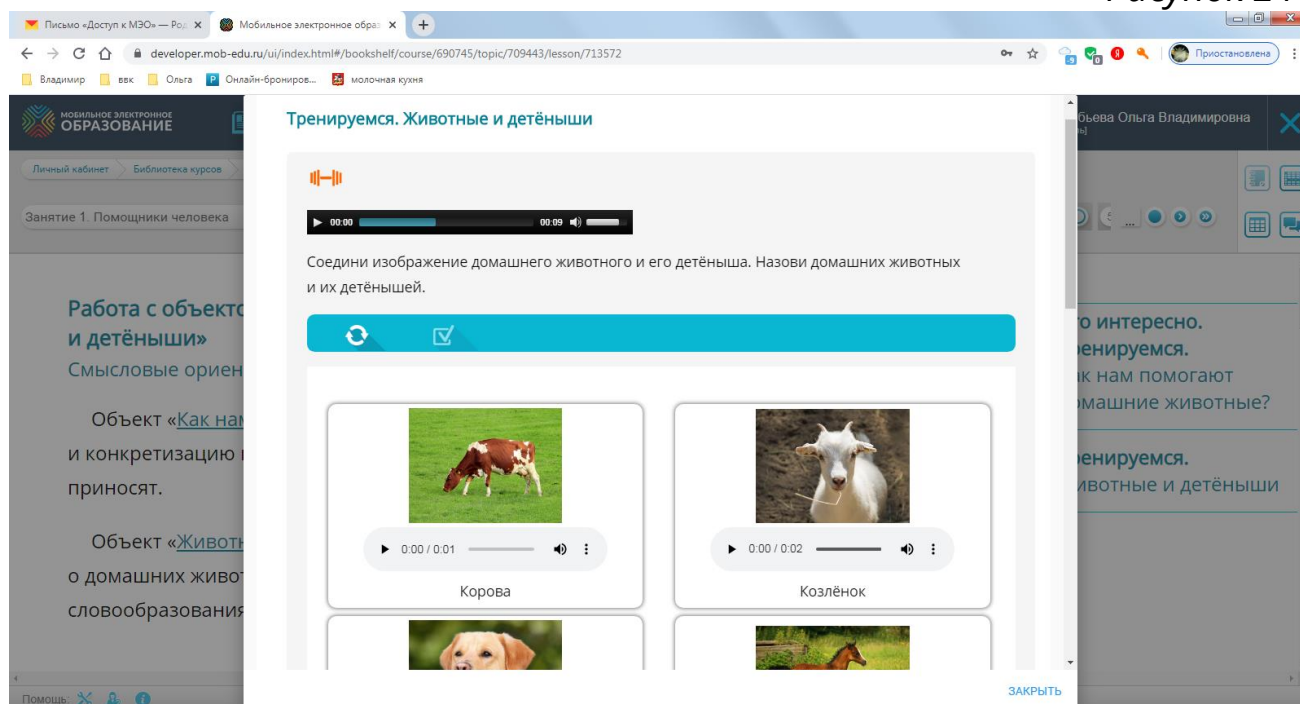 Письмо «Доступ к МЭО» — Ро
Мобильное электронное обра
developer.mob-edu.ru/ui/index.html#/bookshelf/course/690745/topic/709443/lesson/713572
Приостановлена
Владимир ввк Ольга Онлайн-брониров... молочная кухня
МОБИЛЬНОЕ ЭЛЕКТРОННОЕ
ОБРАЗОВАНИЕ
Ольга Владимировна
Личный кабинет Библиотека курсов
Занятие 1. Помощники человека
Тренируемся. Животные и детёныши
00:00 00:09
Соедини изображение домашнего животного и его детёныша. Назови домашних животных
и их детёнышей.
Работа с объекто
и детёныши»
Смысловые ориен
Объект «Как нам
и конкретизацию
приносят.
Объект «Животн
о домашних живот
словообразования
0:00 / 0:01
Корова
0:00 / 0:02
Козлёнок
о интересно.
ренируемся.
ак нам помогают
омашние животные?
ренируемся.
ивотные и детёныши
ЗАКРЫТЬ
Помощь: